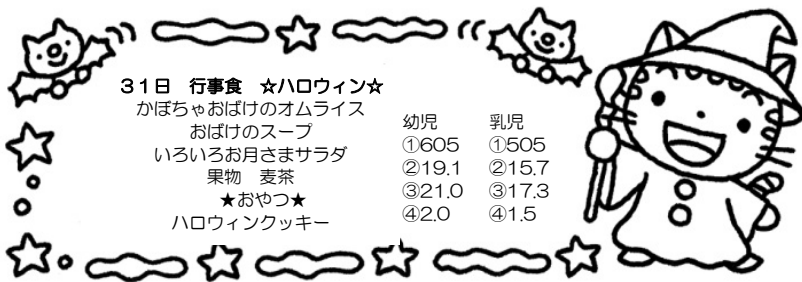 31日　行事食　☆ハロウィン☆
かぼちゃおばけのオムライス
おばけのスープ
いろいろお月さまサラダ
果物　麦茶
★おやつ★
ハロウィンクッキー
幼児　乳児
①605　①505
②19.1　②15.7
③21.0　③17.3
④2.0　④1.5